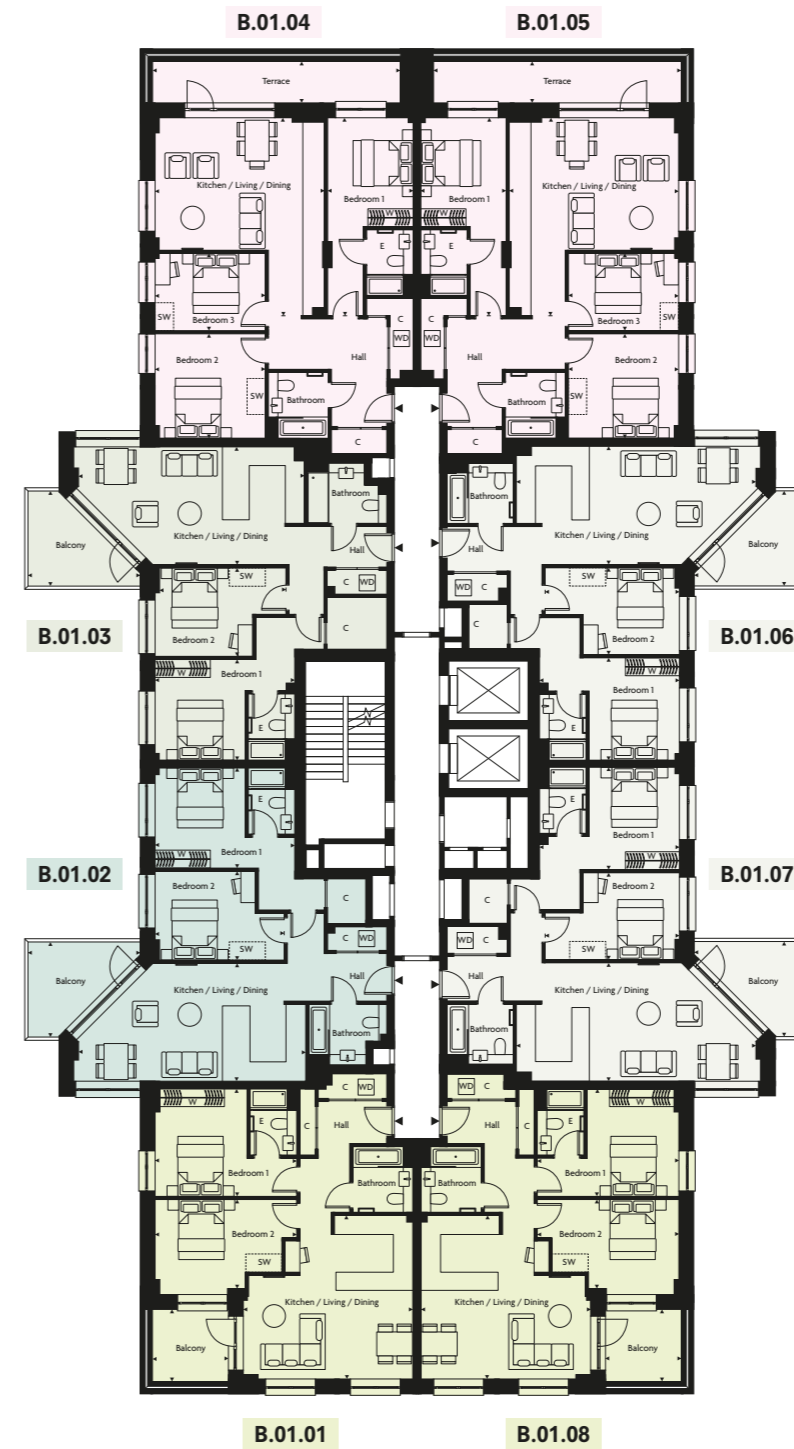 B.01.04
B.01.05
Terrace
Terrace
Kitchen / Living / Dining
Bedroom 1
Bedroom 1
Kitchen / Living / Dining
W
W
E
E
SW
Bedroom 3
C
C
Bedroom 3
SW
WD
WD
Bedroom 2
Hall
Hall
Bedroom 2
SW
Bathroom
Bathroom
SW
C
C
Bathroom
Bathroom
Kitchen / Living / Dining
Kitchen / Living / Dining
Balcony
Hall
Hall
Balcony
SW
C
WD
WD
C
SW
B.01.03
Bedroom 2
C
C
Bedroom 2
B.01.06
W
Bedroom 1
Bedroom 1
W
E
E
E
E
Bedroom 1
Bedroom 1
W
W
B.01.02
Bedroom 2
C
C
Bedroom 2
B.01.07
SW
C
WD
WD
C
SW
Balcony
Kitchen / Living / Dining
Hall
Hall
Kitchen / Living / Dining
Balcony
Bathroom
Bathroom
C
WD
WD
C
W
W
E
C
Hall
Hall
C
E
Bedroom 1
Bathroom
Bathroom
Bedroom 1
Bedroom 2
Bedroom 2
SW
SW
Kitchen / Living / Dining
Kitchen / Living / Dining
Balcony
Balcony
B.01.01
B.01.08